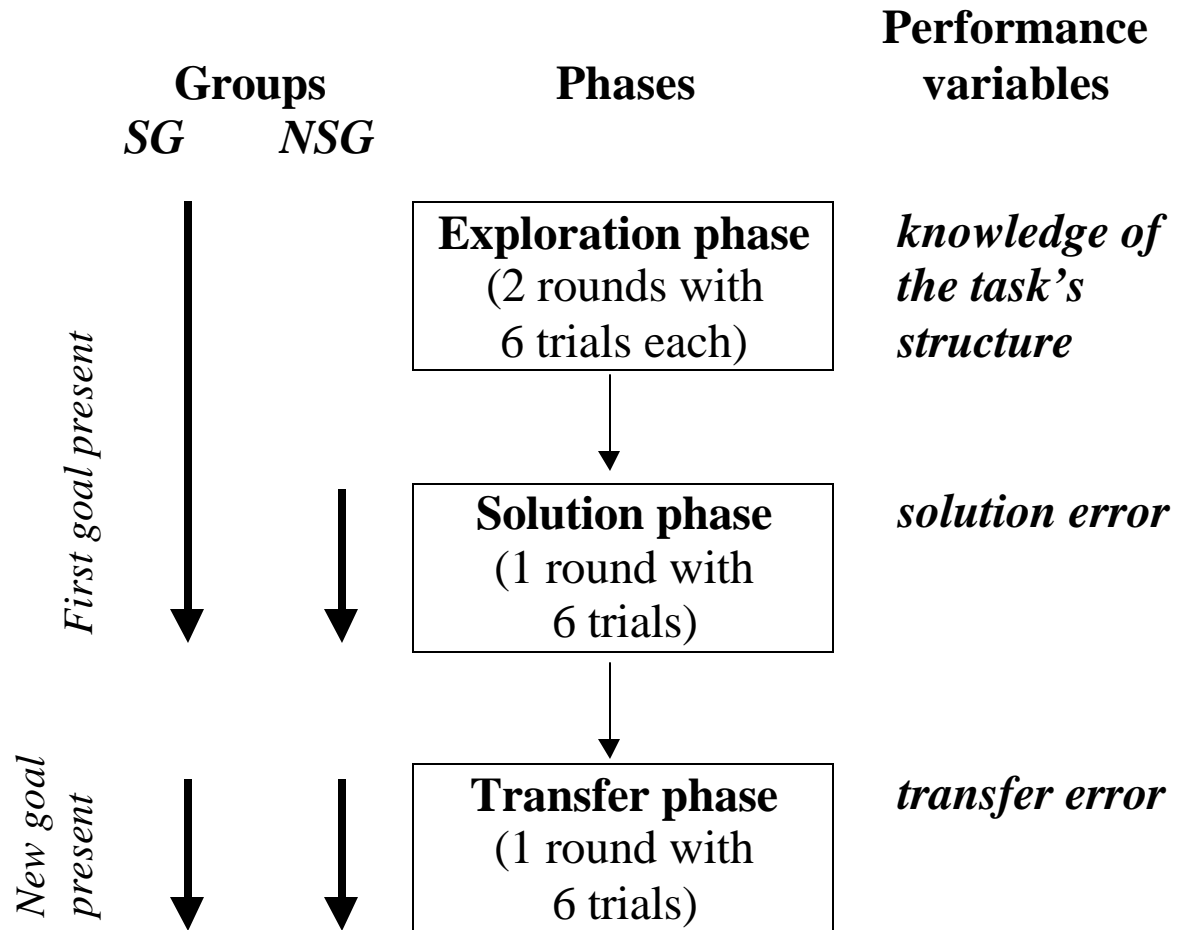 Performance
Groups Phases variables
SG NSG
Exploration phase
(2 rounds with
6 trials each)
knowledge of
the task's
structure
First goal present
Solution phase
(1 round with
6 trials)
solution error
New goal
present
Transfer phase
(1 round with
6 trials)
transfer error